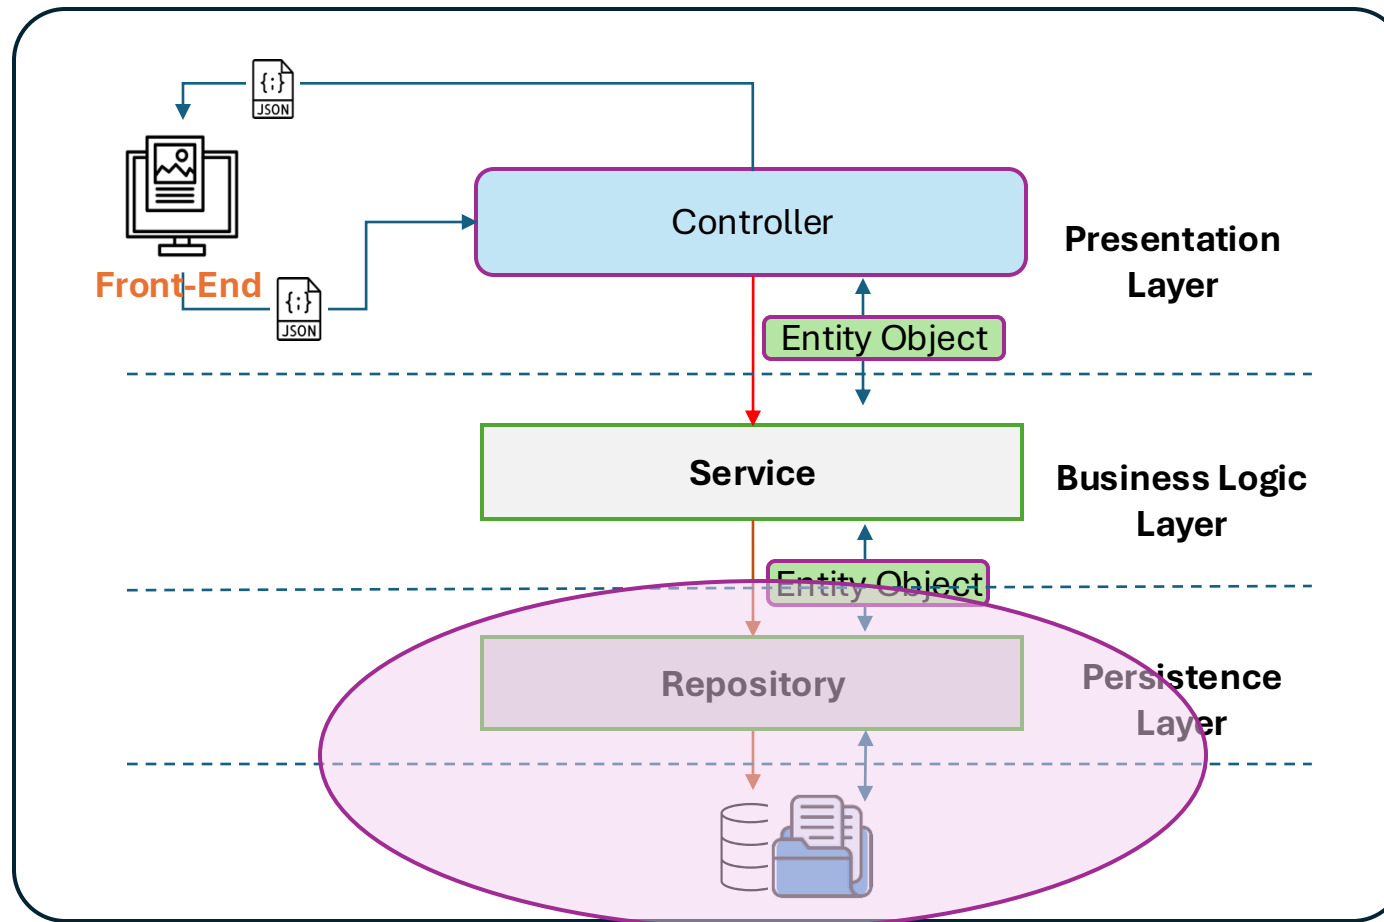 {;}
JSON
Controller
Presentation
Layer
Front-End
{;}
JSON
Entity Object
Service
Business Logic
Layer
Entity Object
Repository
Persistence
Layer